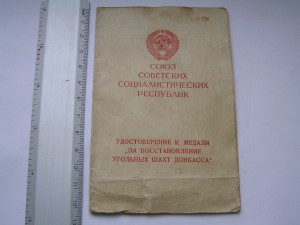 СОЮЗ
СОВЕТСКИХ
СОЦИАЛИСТИЧЕСКИХ
РЕСПУБЛИК
УДОСТОВЕРЕНИЕ К МЕДАЛИ
„ЗА ВОССТАНОВЛЕНИЕ
УГОЛЬНЫХ ШАХТ ДОНБАССА“